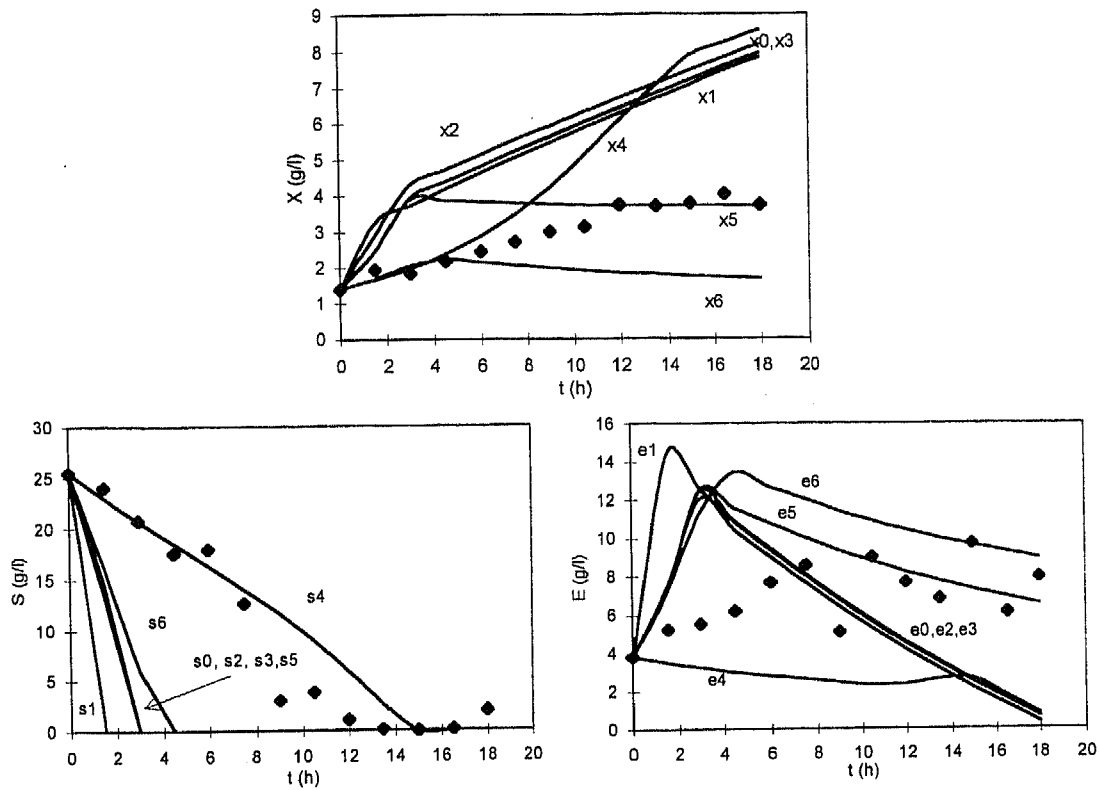 9
8
7
6
5
4
3
2
1
0
X (g/l)
x0,x3
x1
x2
x4
x5
x6
0 2 4 6 8 10 12 14 16 18 20
t (h)
30
25
20
15
10
5
0
S (g/l)
s4
s6
s0, s2, s3,s5
s1
0 2 4 6 8 10 12 14 16 18 20
t (h)
16
14
12
10
8
6
4
2
0
E (g/l)
e1
e6
e5
e0,e2,e3
e4
0 2 4 6 8 10 12 14 16 18 20
t (h)